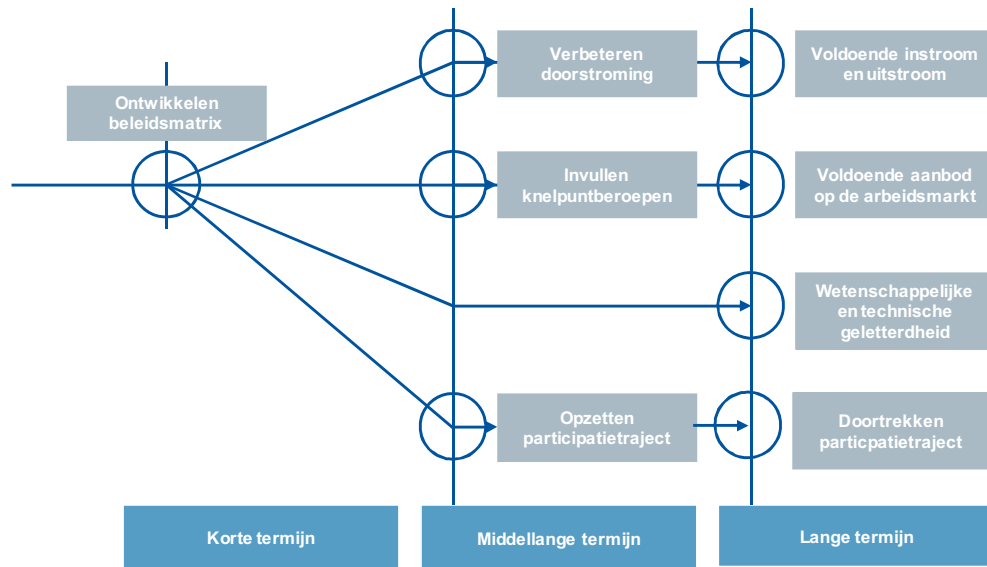 Ontwikkelen
beleidsmatrix
Verbeteren
doorstroming
Voldoende instroom
en uitstroom
Invullen
knelpuntberoepen
Voldoende aanbod
op de arbeidsmarkt
Wetenschappelijke
en technische
geletterdheid
Opzetten
participatietraject
Doortrekken
particpatietraject
Korte termijn
Middellange termijn
Lange termijn